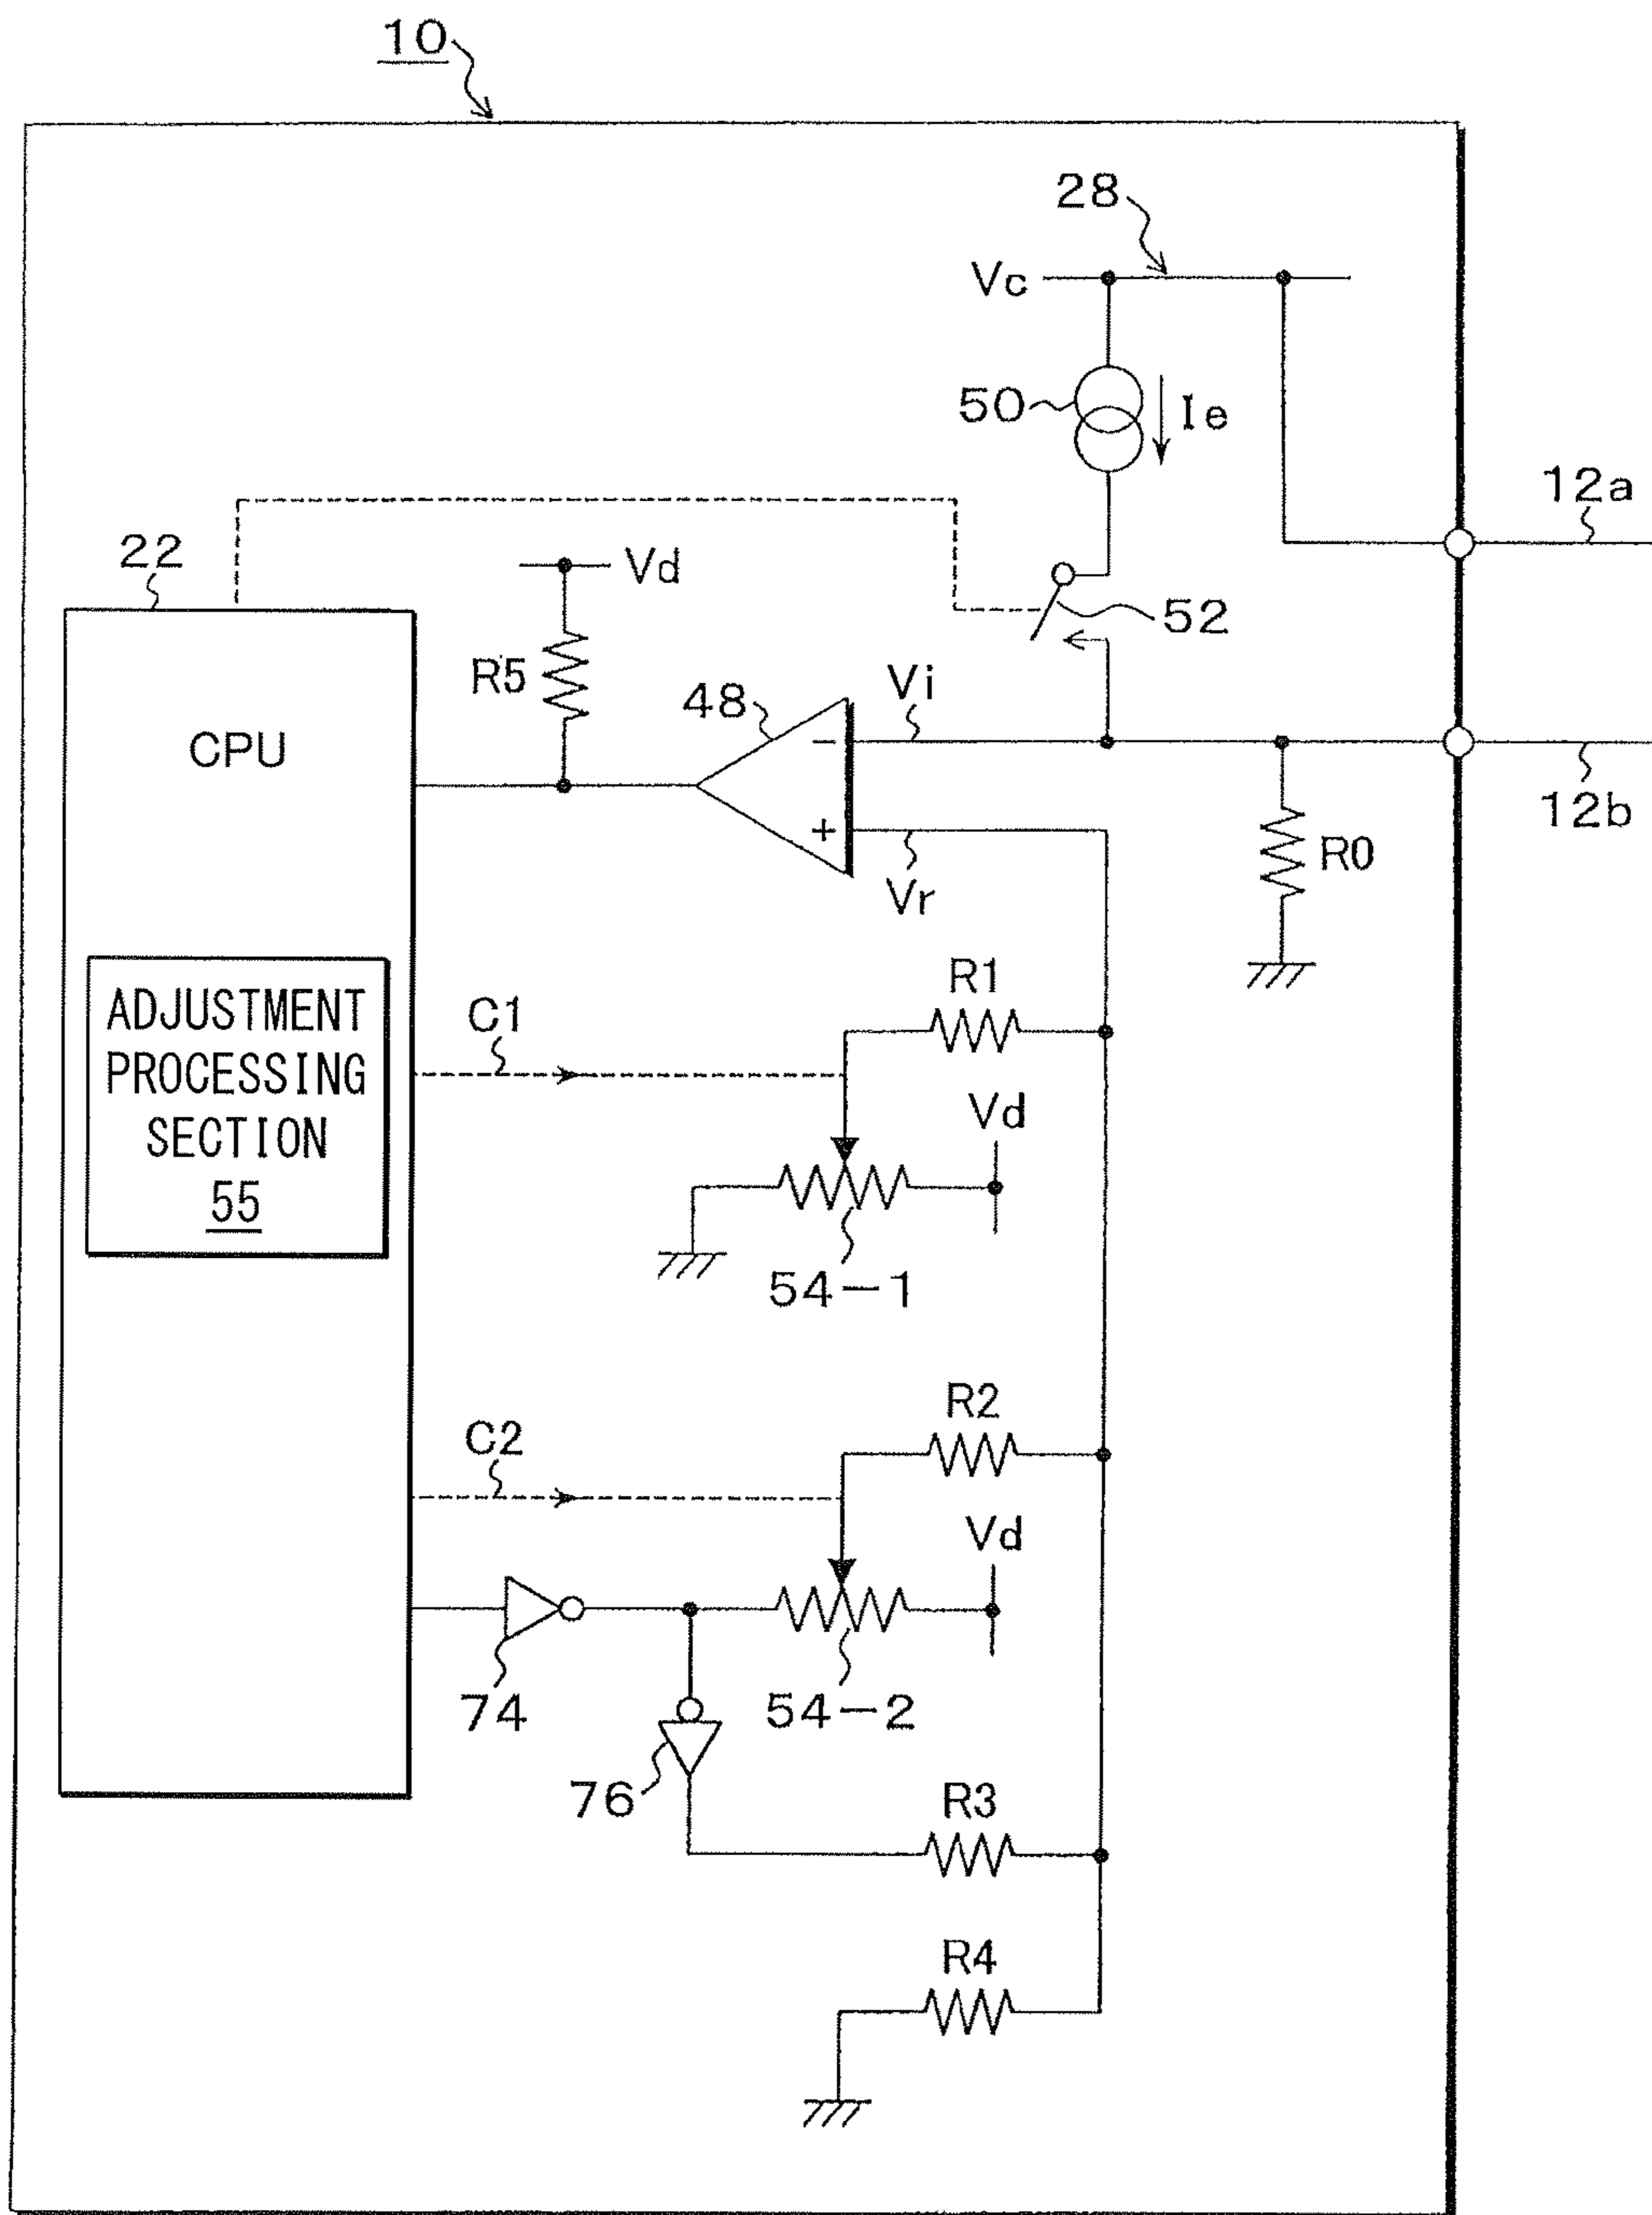 10
28
Vc
50
Ie
12a
22
Vd
52
R5
48
Vi
CPU
−
12b
+
R0
Vr
R1
ADJUSTMENT
PROCESSING
SECTION
55
C1
Vd
54−1
R2
C2
Vd
74
54−2
76
R3
R4